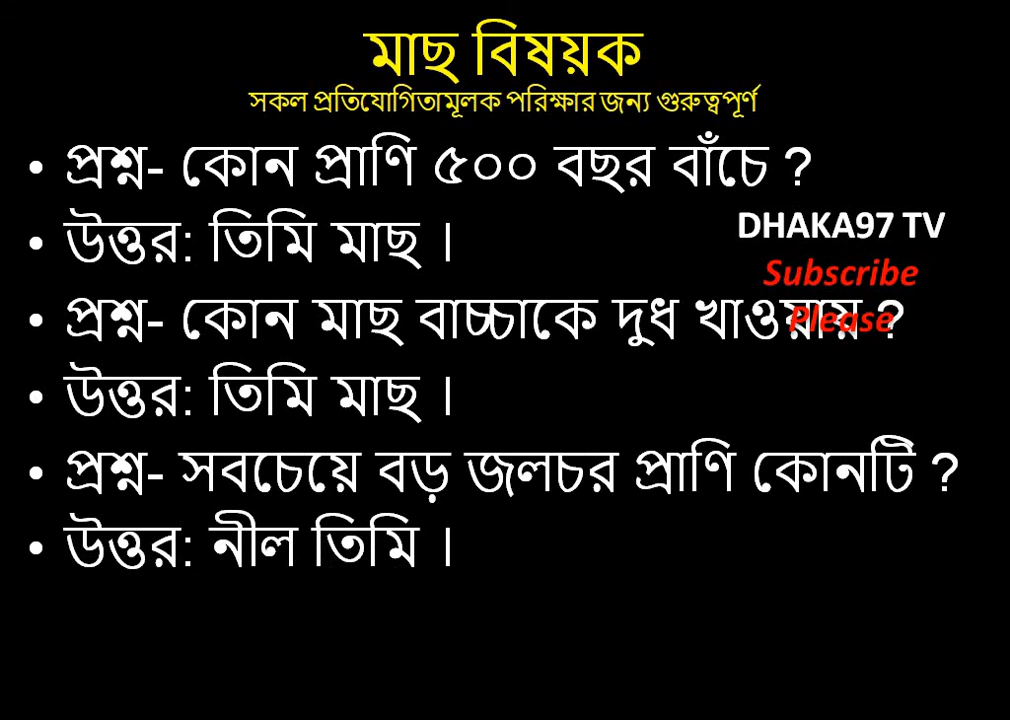 মাছ বিষয়ক
সকল প্রতিযোগিতামূলক পরিক্ষার জন্য গুরুত্বপূর্ণ
• প্রশ্ন- কোন প্রাণি ৫০০ বছর বাঁচে ?
DHAKA97 TV
• উত্তর: তিমি মাছ ।
Subscribe
Please
• প্রশ্ন- কোন মাছ বাচ্চাকে দুধ খাওয়ায় ?
• উত্তর: তিমি মাছ ।
• প্রশ্ন- সবচেয়ে বড় জলচর প্রাণি কোনটি ?
• উত্তর: নীল তিমি ।